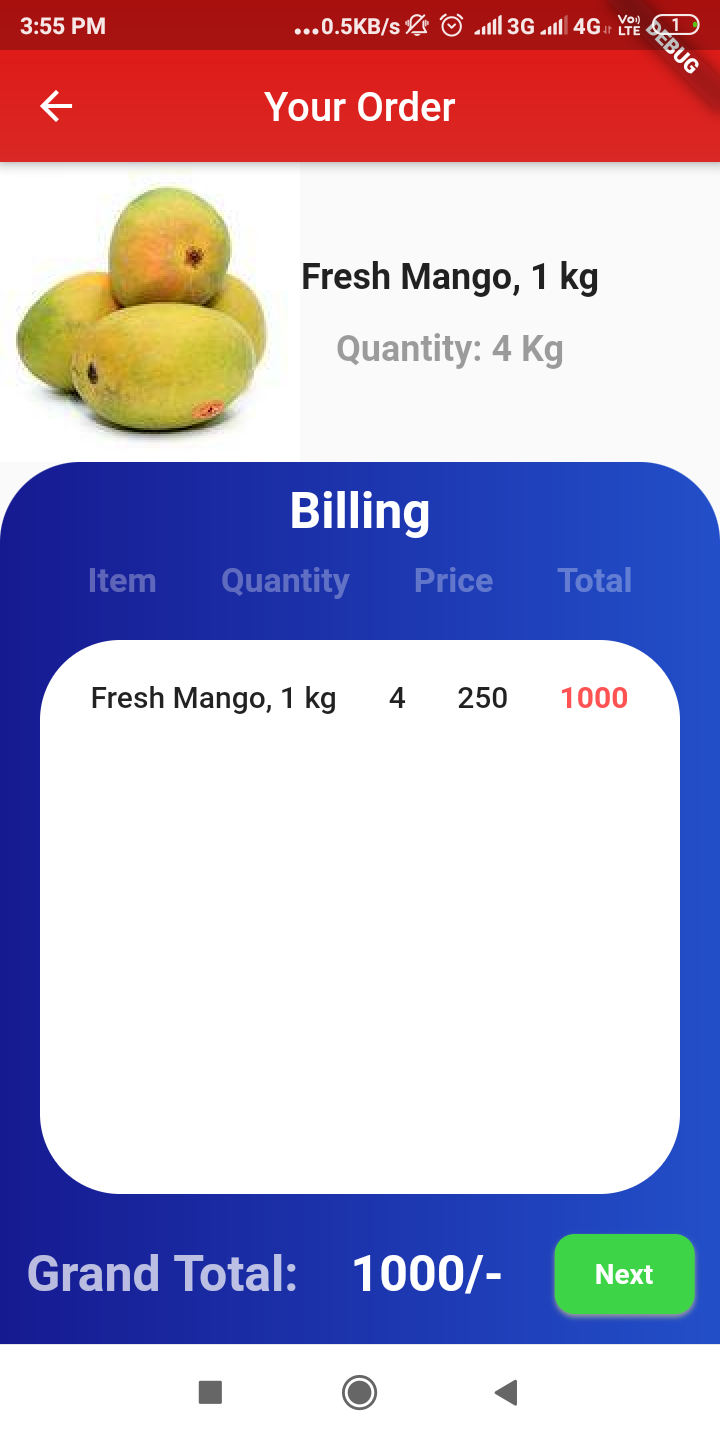 3:55 PM ...0.5KB/s 3G 4G Vo)) LTE 1
DEBUG
Your Order
Fresh Mango, 1 kg
Quantity: 4 Kg
Billing
Item Quantity Price Total
Fresh Mango, 1 kg 4 250 1000
Grand Total: 1000/- Next